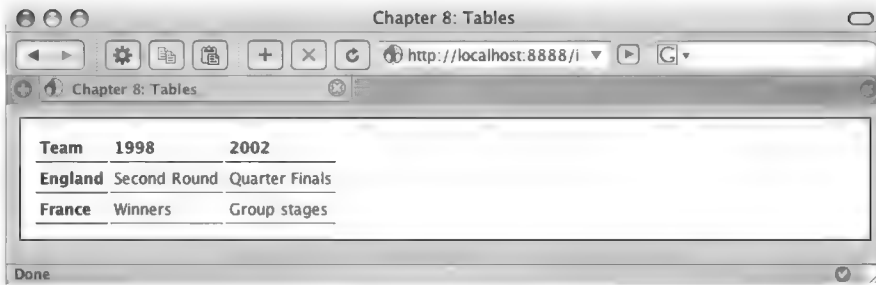 Chapter 8: Tables
http://localhost:8888/i
G
Chapter 8: Tables
Team 1998 2002
England Second Round Quarter Finals
France Winners Group stages
Done